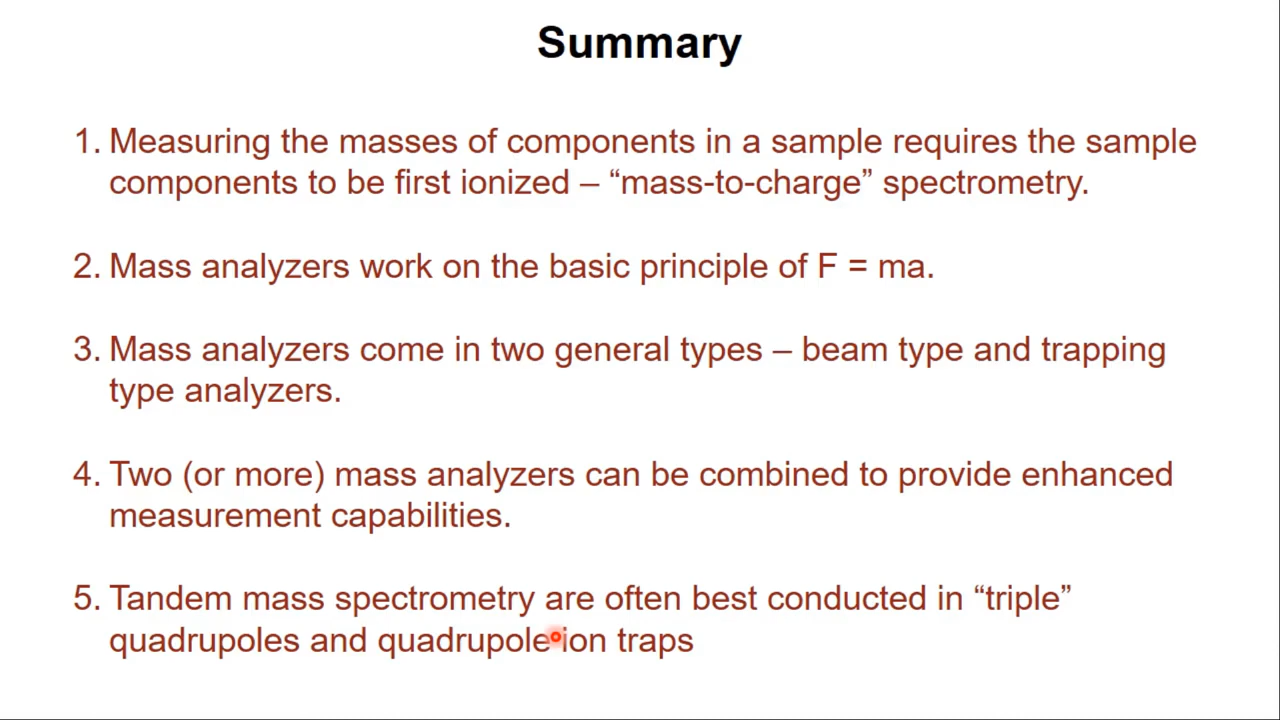 Summary
1. Measuring the masses of components in a sample requires the sample
components to be first ionized – “mass-to-charge” spectrometry.
2. Mass analyzers work on the basic principle of F = ma.
3. Mass analyzers come in two general types – beam type and trapping
type analyzers.
4. Two (or more) mass analyzers can be combined to provide enhanced
measurement capabilities.
5. Tandem mass spectrometry are often best conducted in “triple”
quadrupoles and quadrupole ion traps